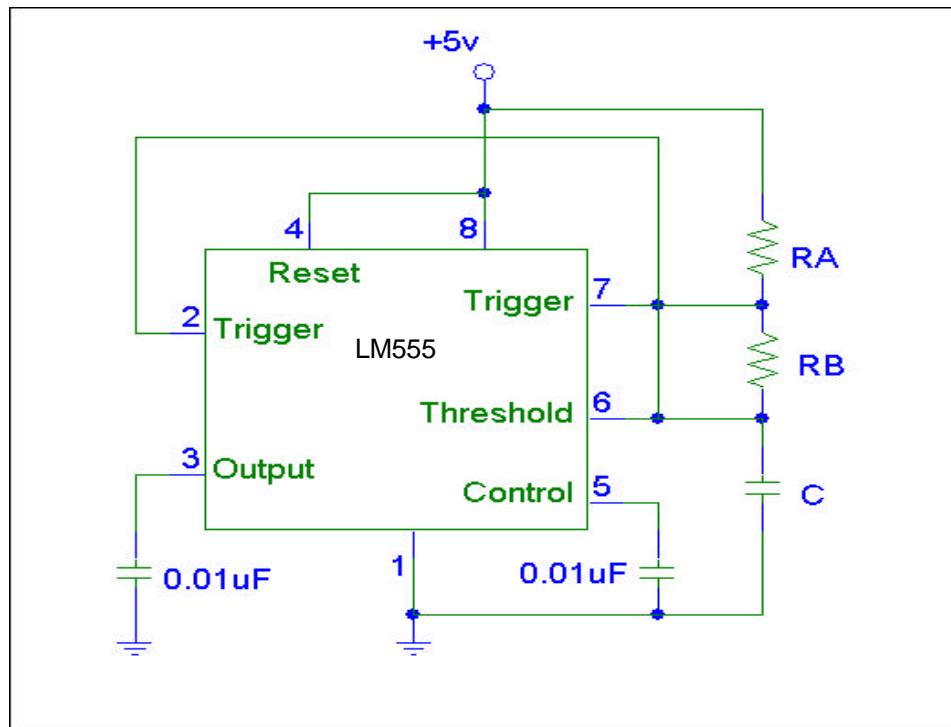 +5v
4
8
Reset
RA
Trigger
7
2
Trigger
LM555
RB
Threshold
6
3
Output
Control
5
C
1
0.01uF
0.01uF